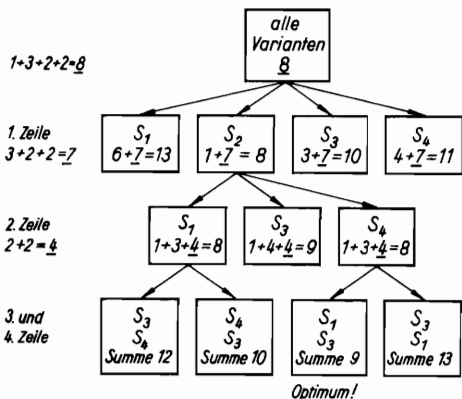 alle
Varianten
8
1+3+2+2=8
1. Zeile
3+2+2=7
S1
6+7=13
S2
1+7 = 8
S3
3+7=10
S4
4+7=11
2. Zeile
2+2=4
S1
1+3+4=8
S3
1+4+4=9
S4
1+3+4=8
3. und
4. Zeile
S3
S4
Summe 12
S4
S3
Summe 10
S1
S3
Summe 9
S3
S1
Summe 13
Optimum!